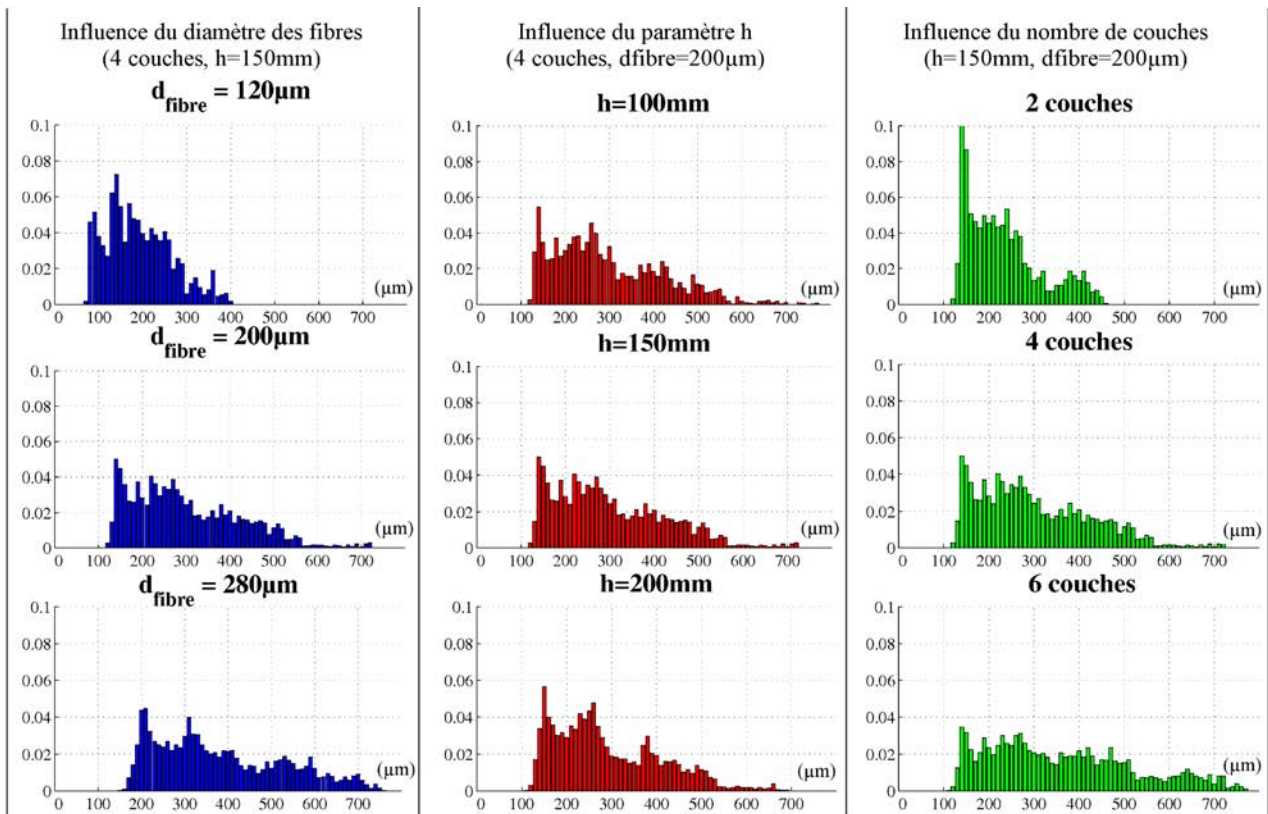 Influence du diamètre des fibres
(4 couches, h=150mm)
d_fibre = 120µm
0.1
0.08
0.06
0.04
0.02
0
(µm)
0 100 200 300 400 500 600 700
d_fibre = 200µm
0.1
0.08
0.06
0.04
0.02
0
(µm)
0 100 200 300 400 500 600 700
d_fibre = 280µm
0.1
0.08
0.06
0.04
0.02
0
(µm)
0 100 200 300 400 500 600 700
Influence du paramètre h
(4 couches, dfibre=200µm)
h=100mm
0.1
0.08
0.06
0.04
0.02
0
(µm)
0 100 200 300 400 500 600 700
h=150mm
0.1
0.08
0.06
0.04
0.02
0
(µm)
0 100 200 300 400 500 600 700
h=200mm
0.1
0.08
0.06
0.04
0.02
0
(µm)
0 100 200 300 400 500 600 700
Influence du nombre de couches
(h=150mm, dfibre=200µm)
2 couches
0.1
0.08
0.06
0.04
0.02
0
(µm)
0 100 200 300 400 500 600 700
4 couches
0.1
0.08
0.06
0.04
0.02
0
(µm)
0 100 200 300 400 500 600 700
6 couches
0.1
0.08
0.06
0.04
0.02
0
(µm)
0 100 200 300 400 500 600 700